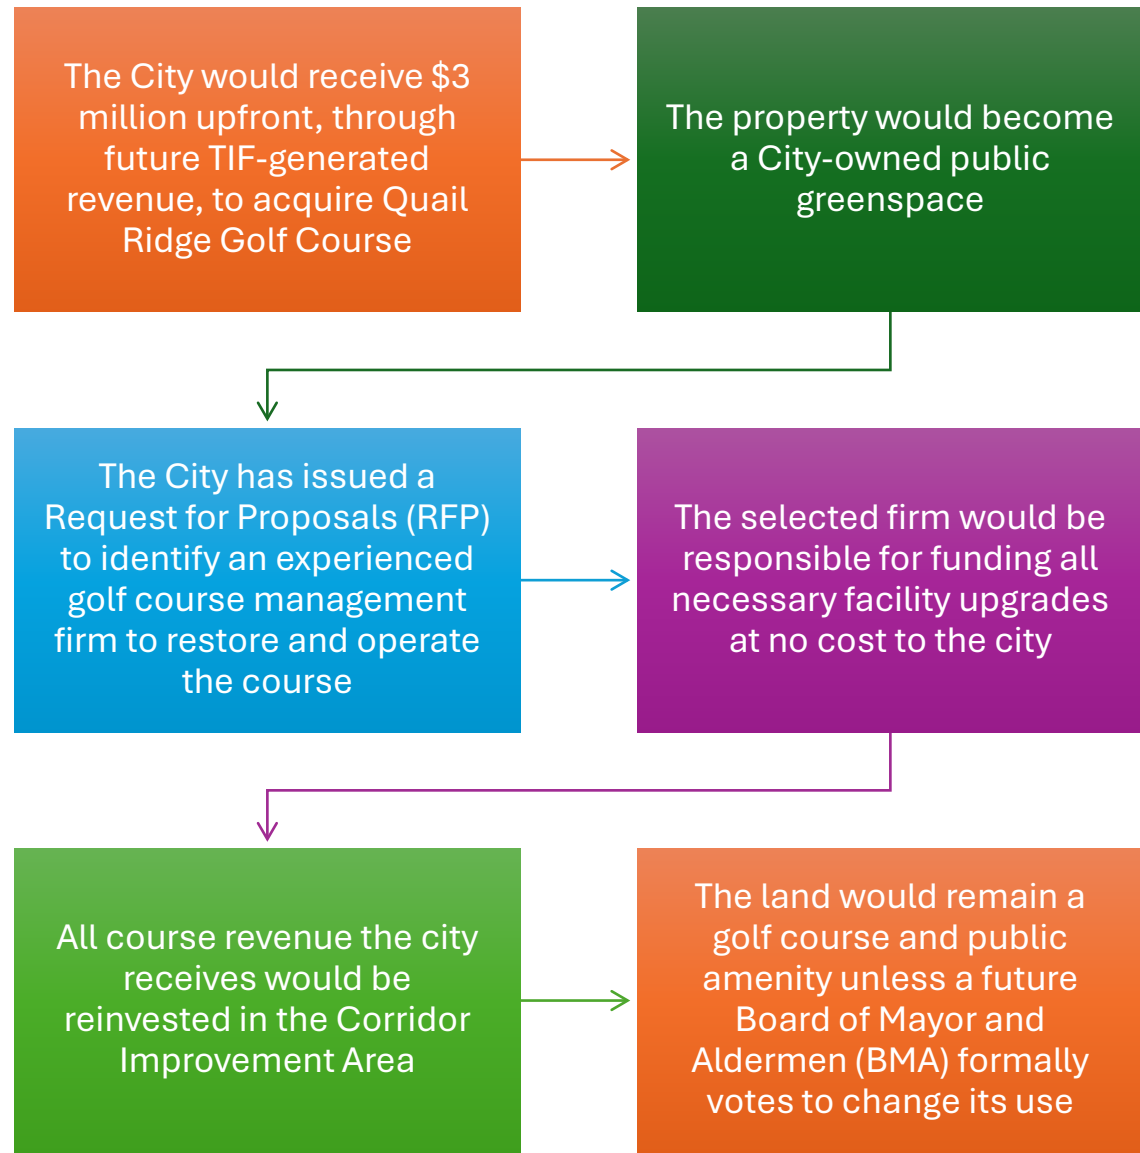 The City would receive $3
million upfront, through
future TIF-generated
revenue, to acquire Quail
Ridge Golf Course
The property would become
a City-owned public
greenspace
The City has issued a
Request for Proposals (RFP)
to identify an experienced
golf course management
firm to restore and operate
the course
The selected firm would be
responsible for funding all
necessary facility upgrades
at no cost to the city
All course revenue the city
receives would be
reinvested in the Corridor
Improvement Area
The land would remain a
golf course and public
amenity unless a future
Board of Mayor and
Aldermen (BMA) formally
votes to change its use